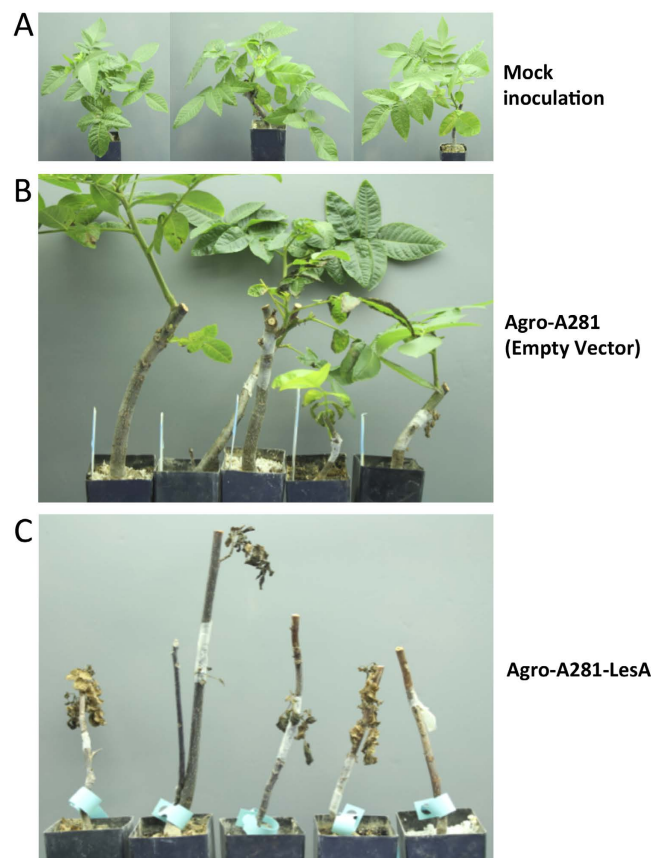 A
Mock
inoculation
B
Agro-A281
(Empty Vector)
C
Agro-A281-LesA